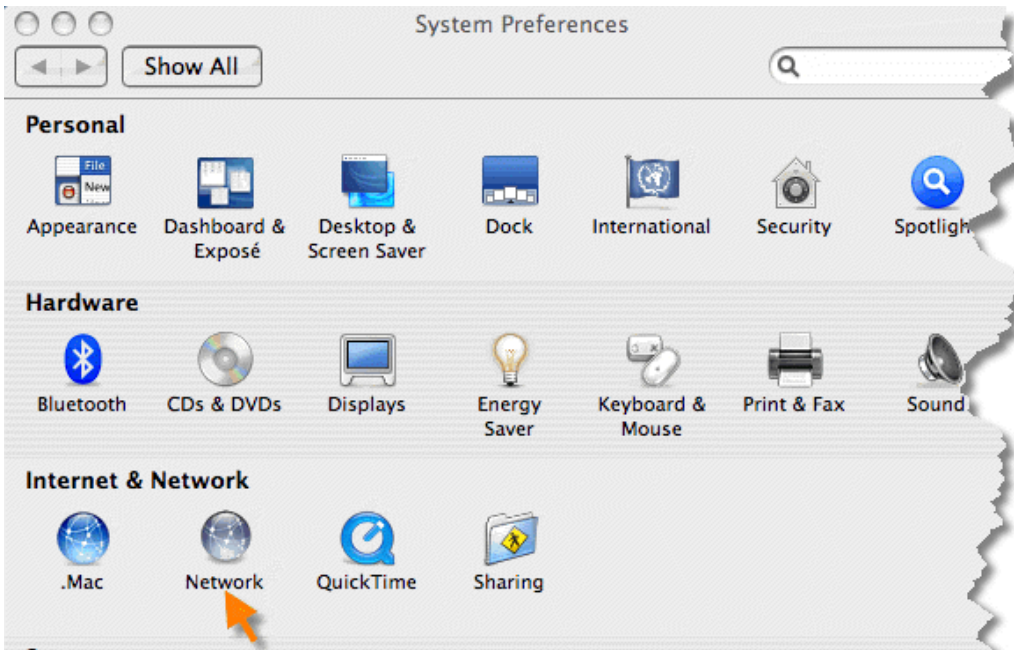 System Preferences
Show All
Personal
File
New
Appearance
Dashboard &
Exposé
Desktop &
Screen Saver
Dock
International
Security
Hardware
Bluetooth
CDs & DVDs
Displays
Energy
Saver
Keyboard &
Mouse
Print & Fax
Sound
Internet & Network
.Mac
Network
QuickTime
Sharing